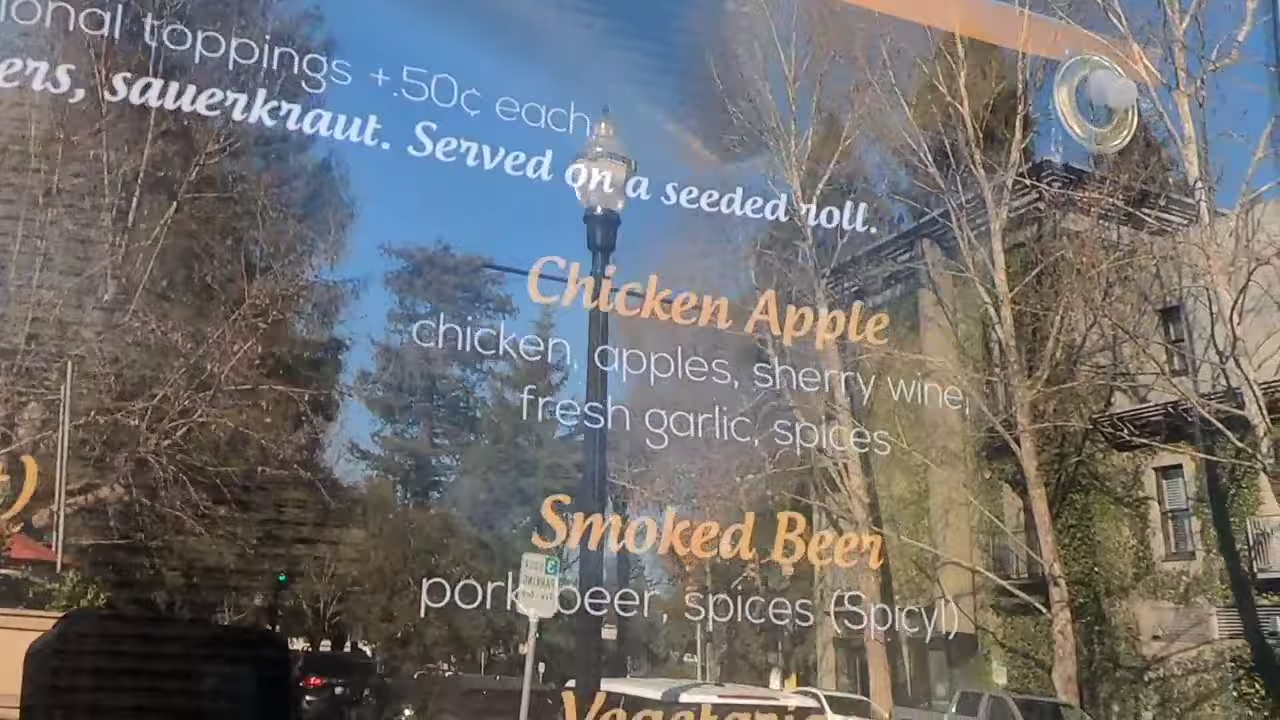 onal toppings +.50¢ each
ers, sauerkraut. Served on a seeded roll.
Chicken Apple
chicken, apples, sherry wine,
fresh garlic, spices
Smoked Beer
pork, beer, spices (Spicy!)